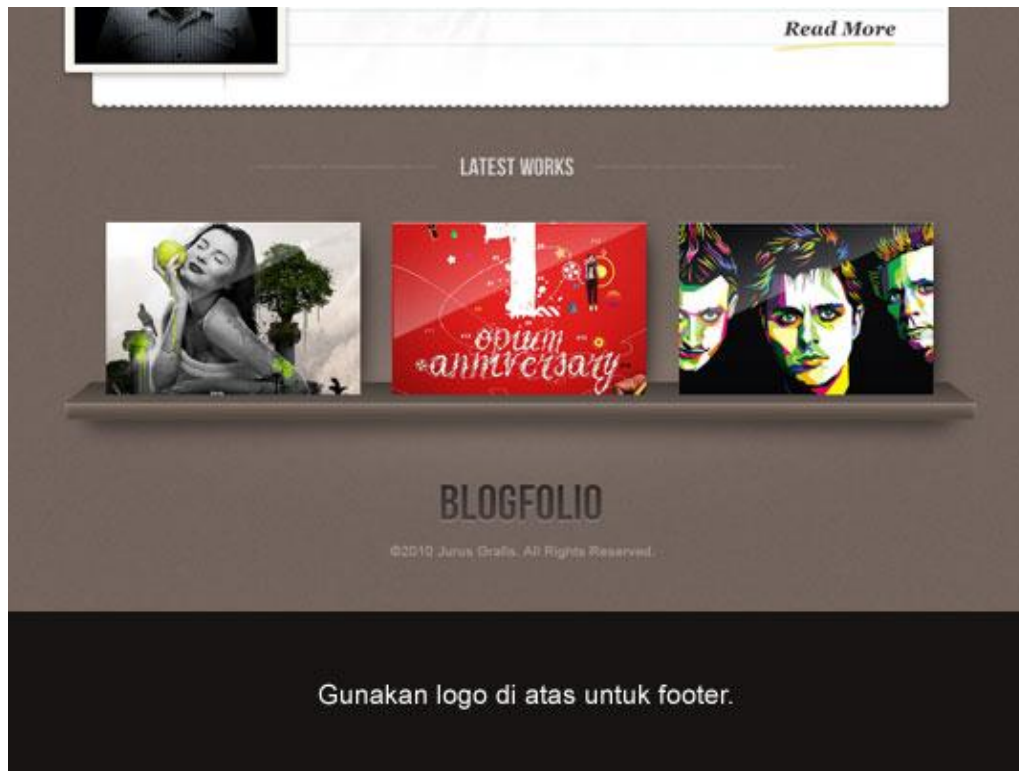 Read More
LATEST WORKS
1
opium
anniversary
BLOGFOLIO
©2010 Jurus Grafis. All Rights Reserved.
Gunakan logo di atas untuk footer.